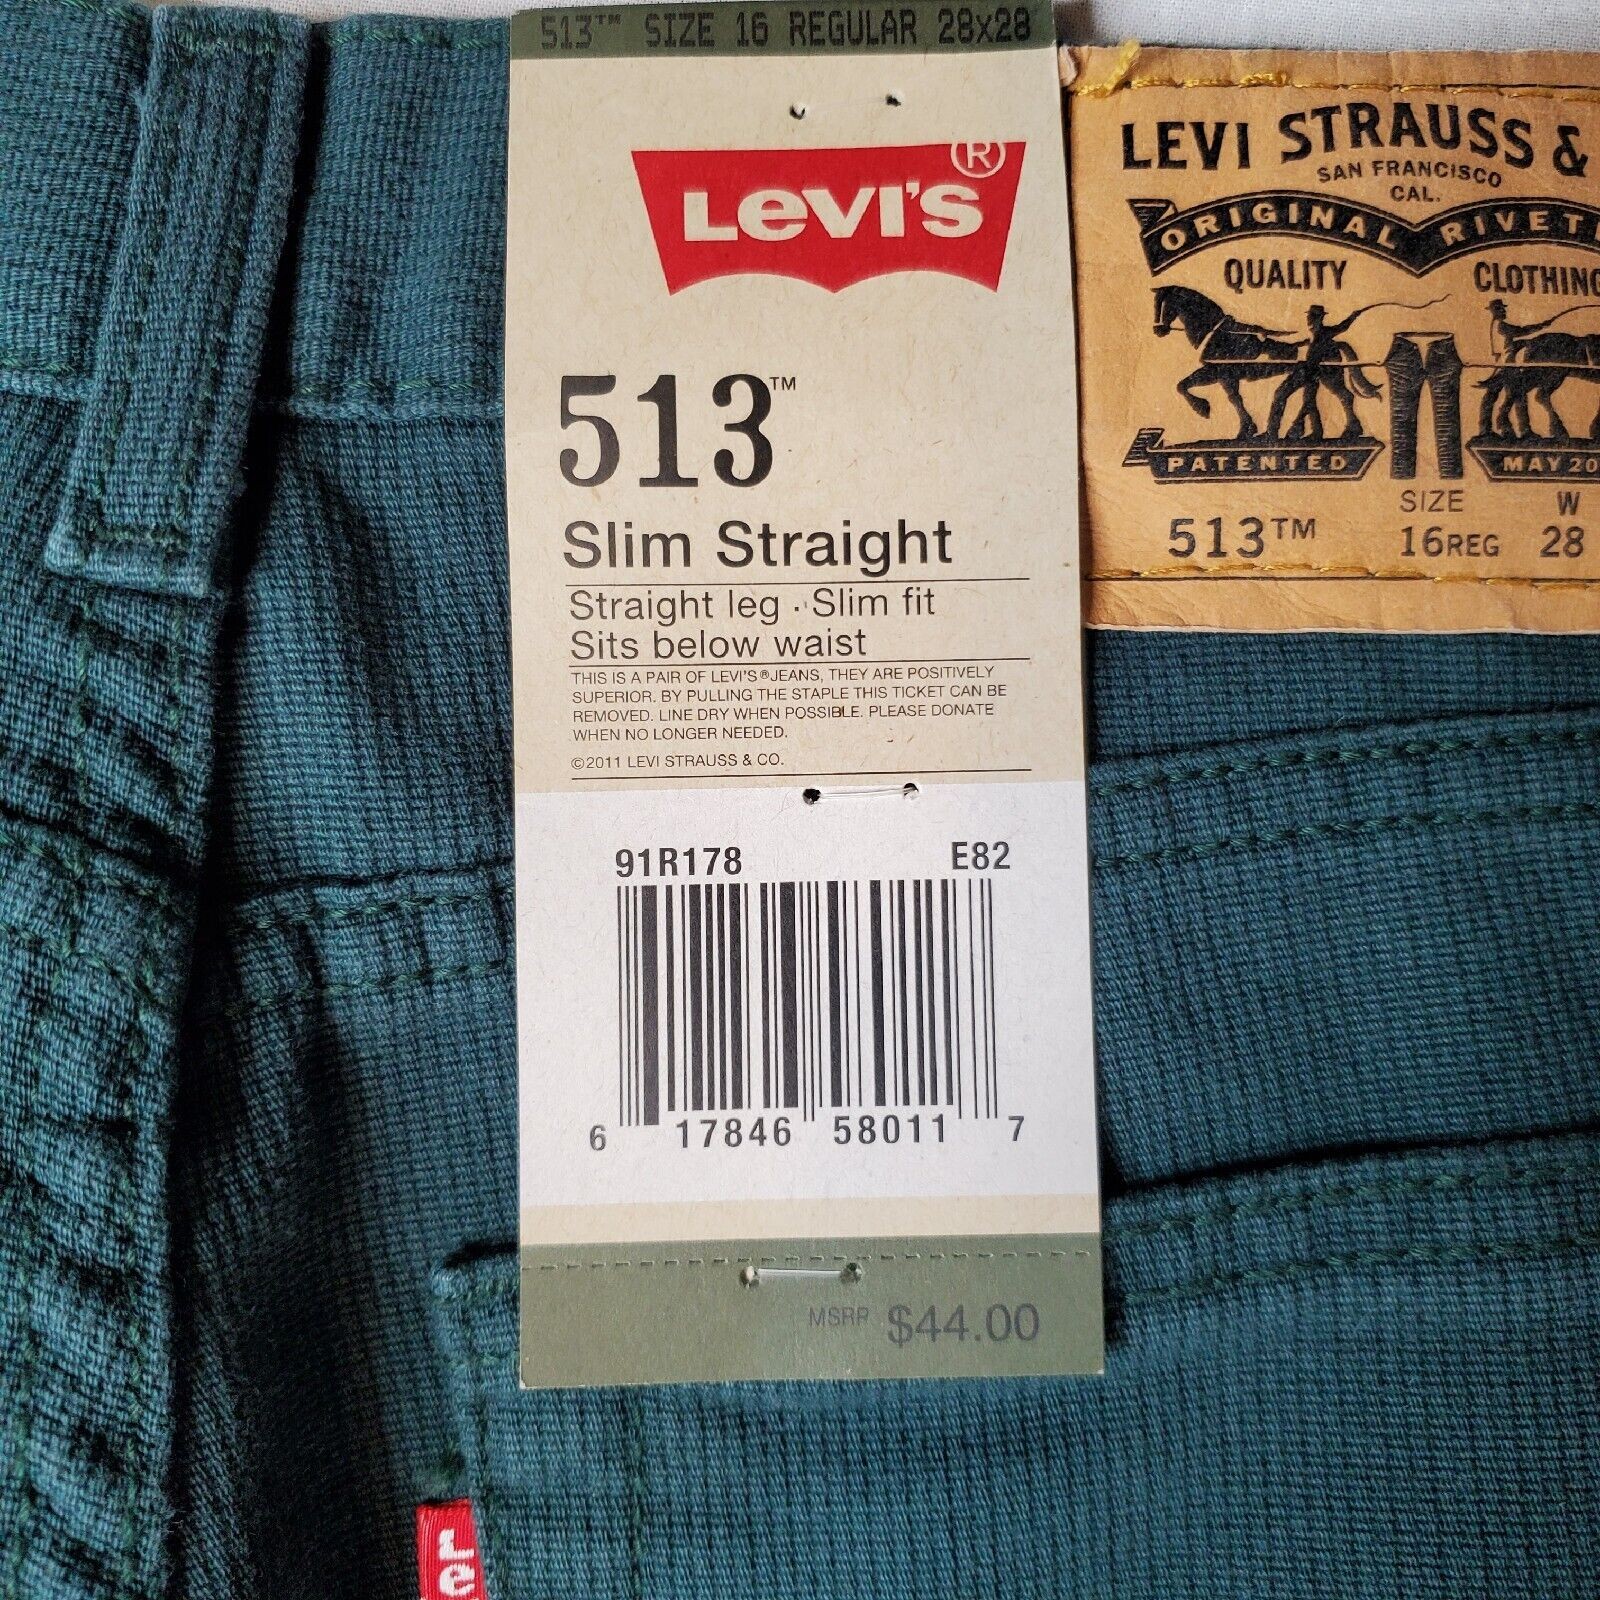 513™ SIZE 16 REGULAR 28x28
LEVI'S®
513™
Slim Straight
Straight leg · Slim fit
Sits below waist
THIS IS A PAIR OF LEVI'S® JEANS, THEY ARE POSITIVELY
SUPERIOR. BY PULLING THE STAPLE THIS TICKET CAN BE
REMOVED. LINE DRY WHEN POSSIBLE. PLEASE DONATE
WHEN NO LONGER NEEDED.
©2011 LEVI STRAUSS & CO.
91R178 E82
6 17846 58011 7
MSRP $44.00
LEVI STRAUSS &
SAN FRANCISCO
CAL.
ORIGINAL RIVET
QUALITY CLOTHING
PATENTED MAY 20
SIZE W
513™ 16REG 28
Le